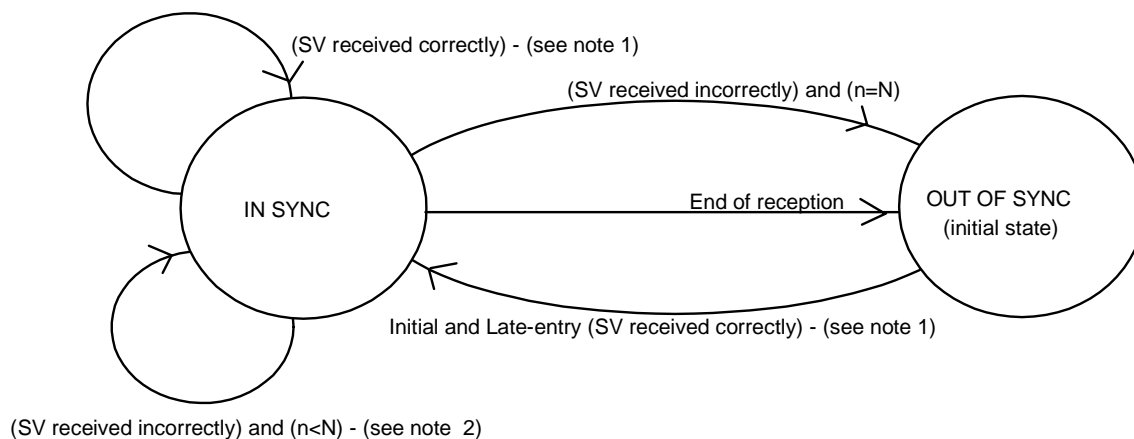 (SV received correctly) - (see note 1)
(SV received incorrectly) and (n=N)
IN SYNC
End of reception
OUT OF SYNC
(initial state)
Initial and Late-entry (SV received correctly) - (see note 1)
(SV received incorrectly) and (n<N) - (see note 2)